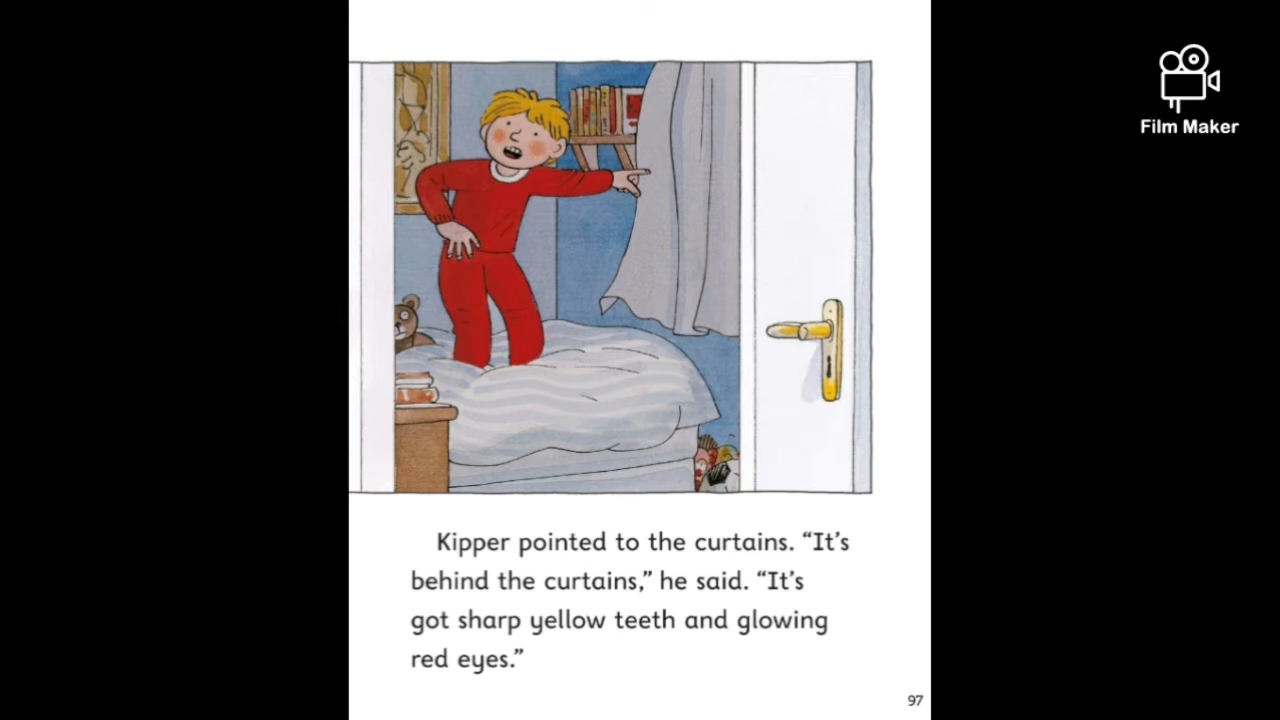 Film Maker
Kipper pointed to the curtains. “It’s
behind the curtains,” he said. “It’s
got sharp yellow teeth and glowing
red eyes.”
97